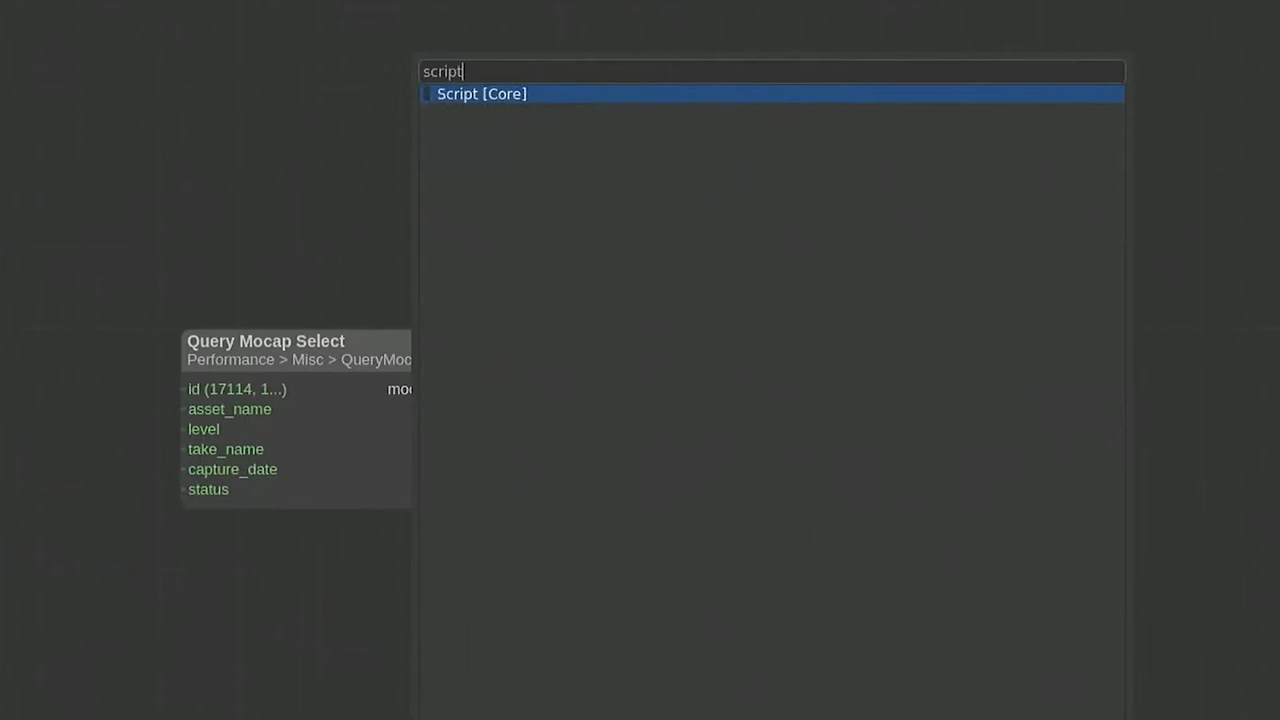 script
Script [Core]
Query Mocap Select
Performance > Misc > QueryMoc
id (17114, 1...)
moc
asset_name
level
take_name
capture_date
status